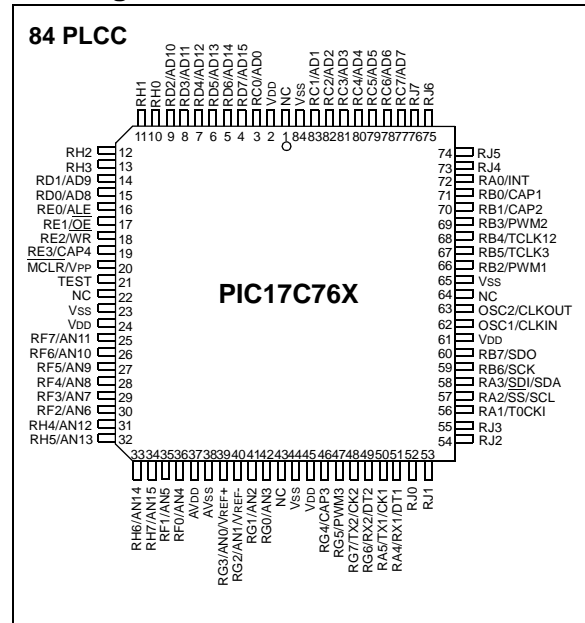 84 PLCC
RH1
RH0
RD2/AD10
RD3/AD11
RD4/AD12
RD5/AD13
RD6/AD14
RD7/AD15
RC0/AD0
VDD
NC
VSS
RC1/AD1
RC2/AD2
RC3/AD3
RC4/AD4
RC5/AD5
RC6/AD6
RC7/AD7
RJ7
RJ6
11 10 9 8 7 6 5 4 3 2 1 84 83 82 81 80 79 78 77 76 75
RH2 12
RH3 13
RD1/AD9 14
RD0/AD8 15
RE0/ALE 16
RE1/OE 17
RE2/WR 18
RE3/CAP4 19
MCLR/VPP 20
TEST 21
NC 22
VSS 23
VDD 24
RF7/AN11 25
RF6/AN10 26
RF5/AN9 27
RF4/AN8 28
RF3/AN7 29
RF2/AN6 30
RH4/AN12 31
RH5/AN13 32
PIC17C76X
74 RJ5
73 RJ4
72 RA0/INT
71 RB0/CAP1
70 RB1/CAP2
69 RB3/PWM2
68 RB4/TCLK12
67 RB5/TCLK3
66 RB2/PWM1
65 VSS
64 NC
63 OSC2/CLKOUT
62 OSC1/CLKIN
61 VDD
60 RB7/SDO
59 RB6/SCK
58 RA3/SDI/SDA
57 RA2/SS/SCL
56 RA1/T0CKI
55 RJ3
54 RJ2
33 34 35 36 37 38 39 40 41 42 43 44 45 46 47 48 49 50 51 52 53
RH6/AN14
RH7/AN15
RF1/AN5
RF0/AN4
AVDD
AVSS
RG3/AN0/VREF+
RG2/AN1/VREF-
RG1/AN2
RG0/AN3
NC
VSS
VDD
RG4/CAP3
RG5/PWM3
RG7/TX2/CK2
RG6/RX2/DT2
RA5/TX1/CK1
RA4/RX1/DT1
RJ0
RJ1